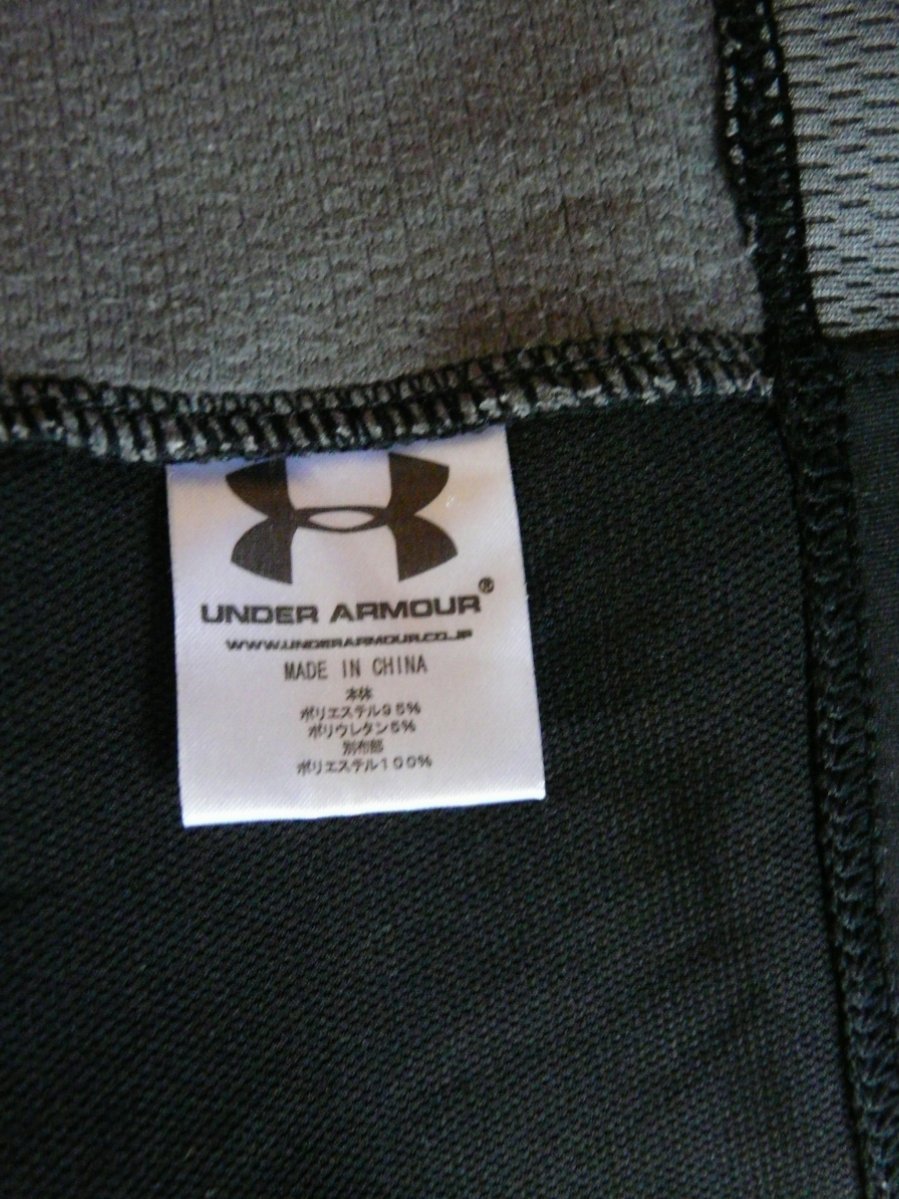 UNDER ARMOUR®
WWW.UNDERARMOUR.CO.JP
MADE IN CHINA
本体
ポリエステル95%
ポリウレタン5%
別布部
ポリエステル100%